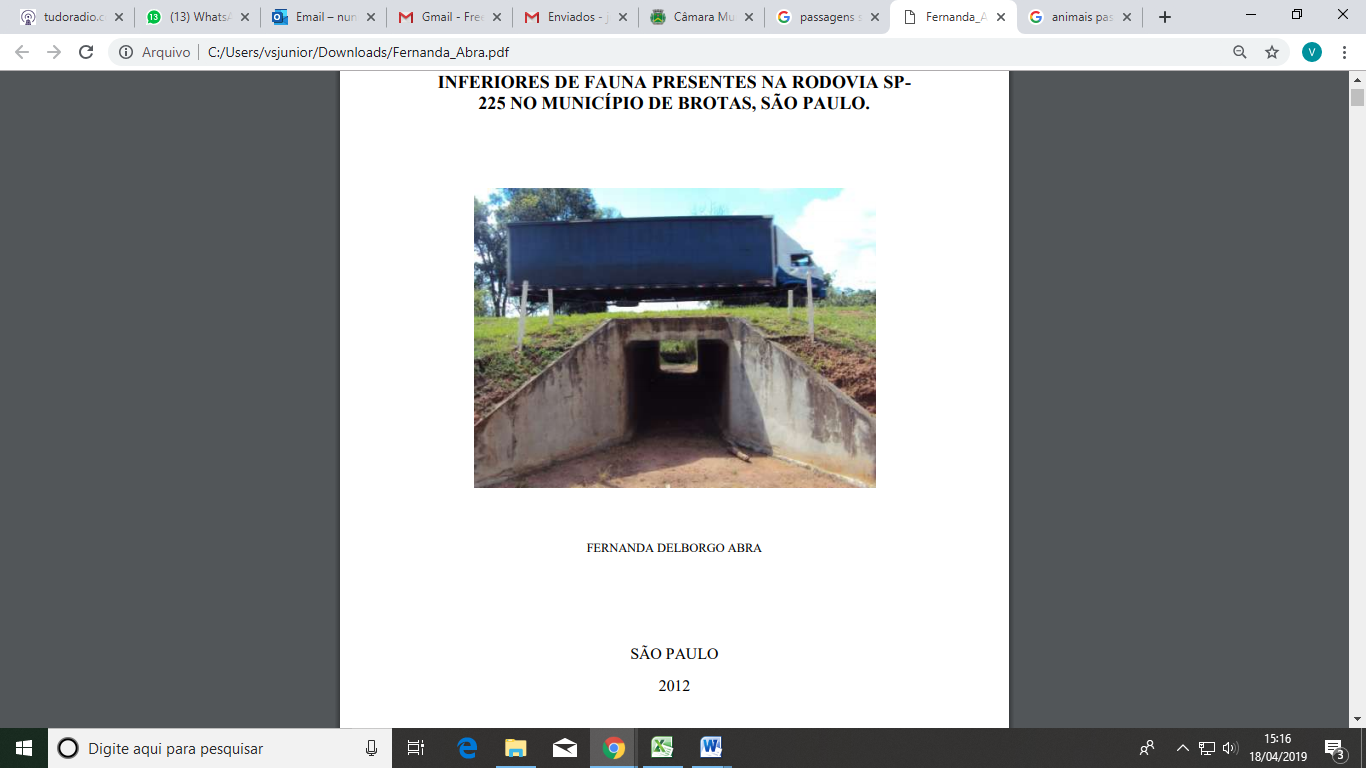 tudoradio.c
(13) WhatsA
Email – nun
Gmail - Free
Enviados - j
Câmara Mu
passagens s
Fernanda_A
animais pas
Arquivo
C:/Users/vsjunior/Downloads/Fernanda_Abra.pdf
V
INFERIORES DE FAUNA PRESENTES NA RODOVIA SP-
225 NO MUNICÍPIO DE BROTAS, SÃO PAULO.
FERNANDA DELBORGO ABRA
SÃO PAULO
2012
Digite aqui para pesquisar
15:16
18/04/2019
3